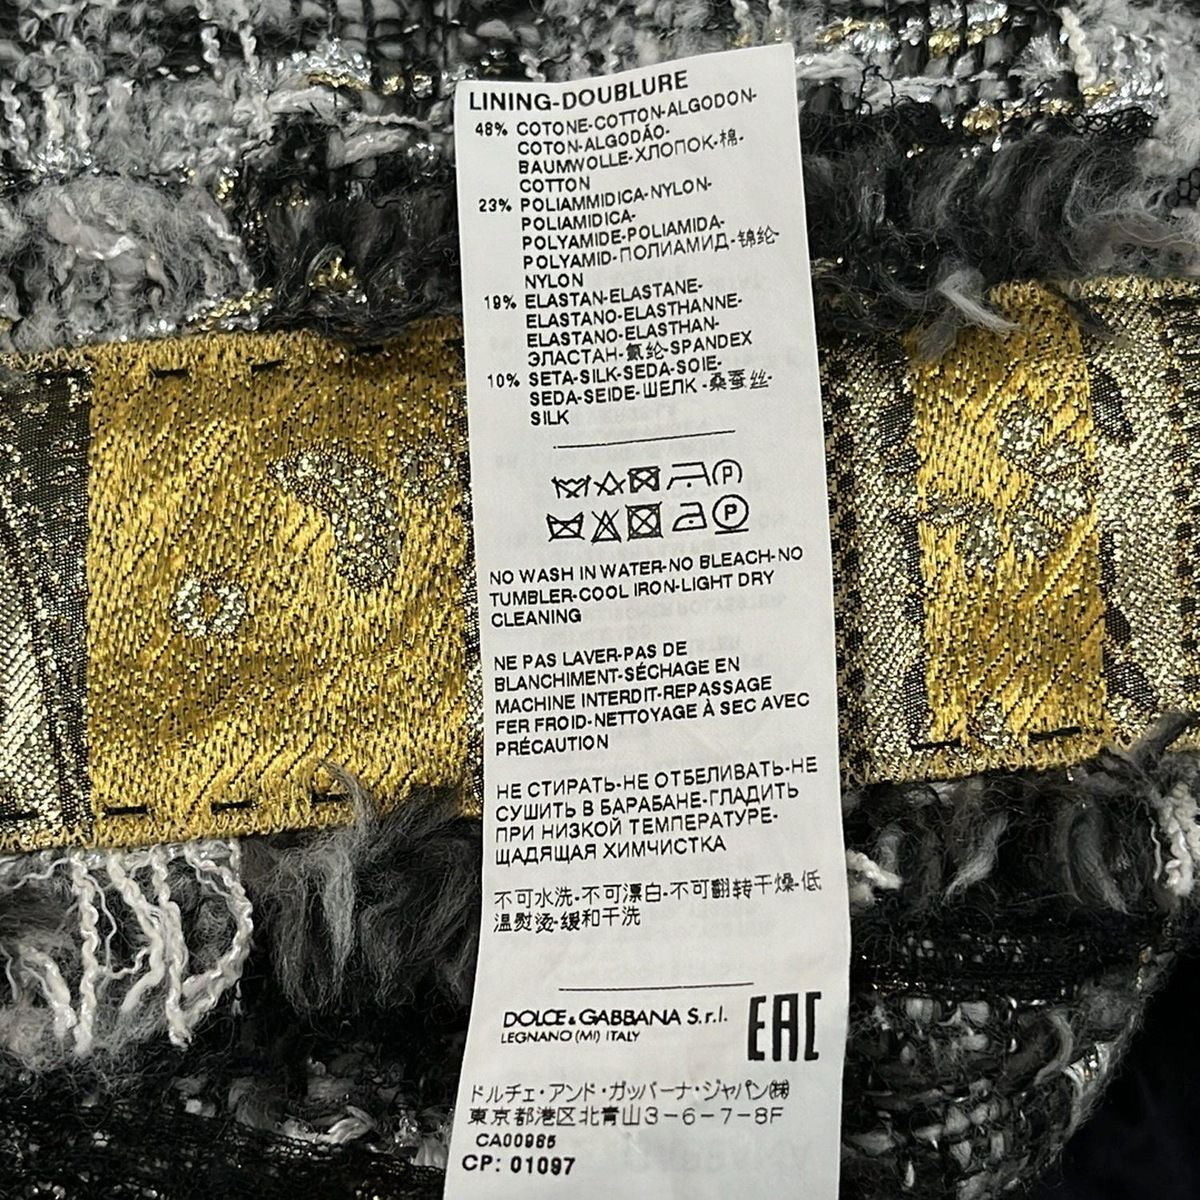 LINING-DOUBLURE
48% COTONE-COTTON-ALGODON-
COTON-ALGODÃO-
BAUMWOLLE-ХЛОПОК-棉-
COTTON
23% POLIAMMIDICA-NYLON-
POLIAMIDICA-
POLYAMIDE-POLIAMIDA-
POLYAMID-ПОЛИАМИД-锦纶-
NYLON
19% ELASTAN-ELASTANE-
ELASTANO-ELASTHANNE-
ELASTANO-ELASTHAN-
ЭЛАСТАН-氨纶-SPANDEX
10% SETA-SILK-SEDA-SOIE-
SEDA-SEIDE-ШЕЛК -桑蚕丝-
SILK
P
P
NO WASH IN WATER-NO BLEACH-NO
TUMBLER-COOL IRON-LIGHT DRY
CLEANING
NE PAS LAVER-PAS DE
BLANCHIMENT-SÉCHAGE EN
MACHINE INTERDIT-REPASSAGE
FER FROID-NETTOYAGE À SEC AVEC
PRÉCAUTION
НЕ СТИРАТЬ-НЕ ОТБЕЛИВАТЬ-НЕ
СУШИТЬ В БАРАБАНЕ-ГЛАДИТЬ
ПРИ НИЗКОЙ ТЕМПЕРАТУРЕ-
ЩАДЯЩАЯ ХИМЧИСТКА
不可水洗-不可漂白-不可翻转干燥-低
温熨烫-缓和干洗
DOLCE & GABBANA S.r.l.
LEGNANO (MI) ITALY
EAC
ドルチェ・アンド・ガッバーナ・ジャパン㈱
東京都港区北青山3-6-7-8F
CA00985
CP: 01097